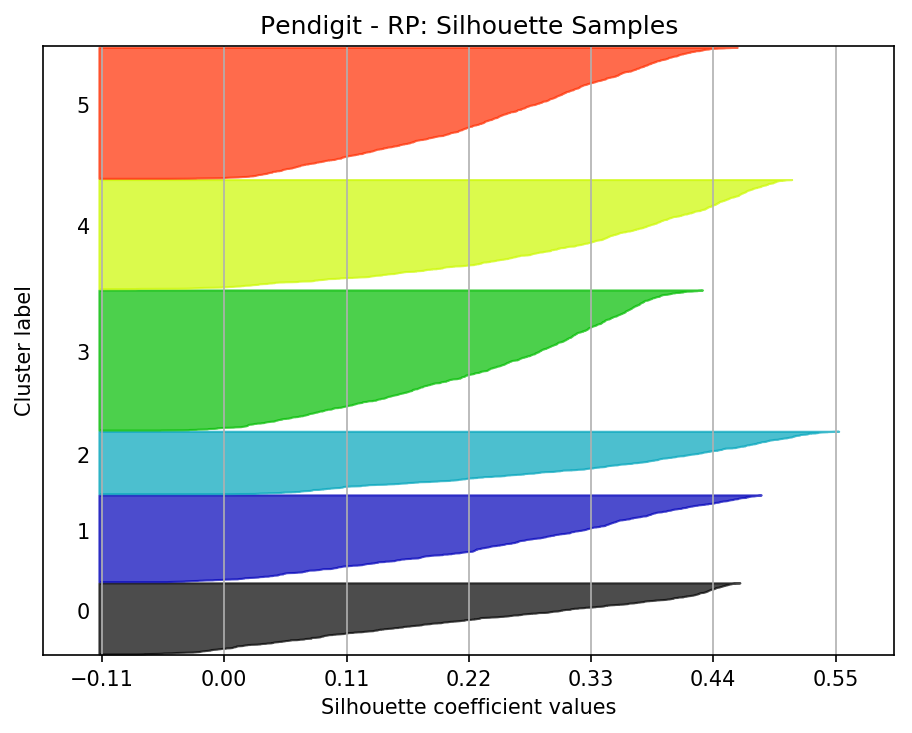 Pendigit - RP: Silhouette Samples
Cluster label
5
4
3
2
1
0
−0.11 0.00 0.11 0.22 0.33 0.44 0.55
Silhouette coefficient values